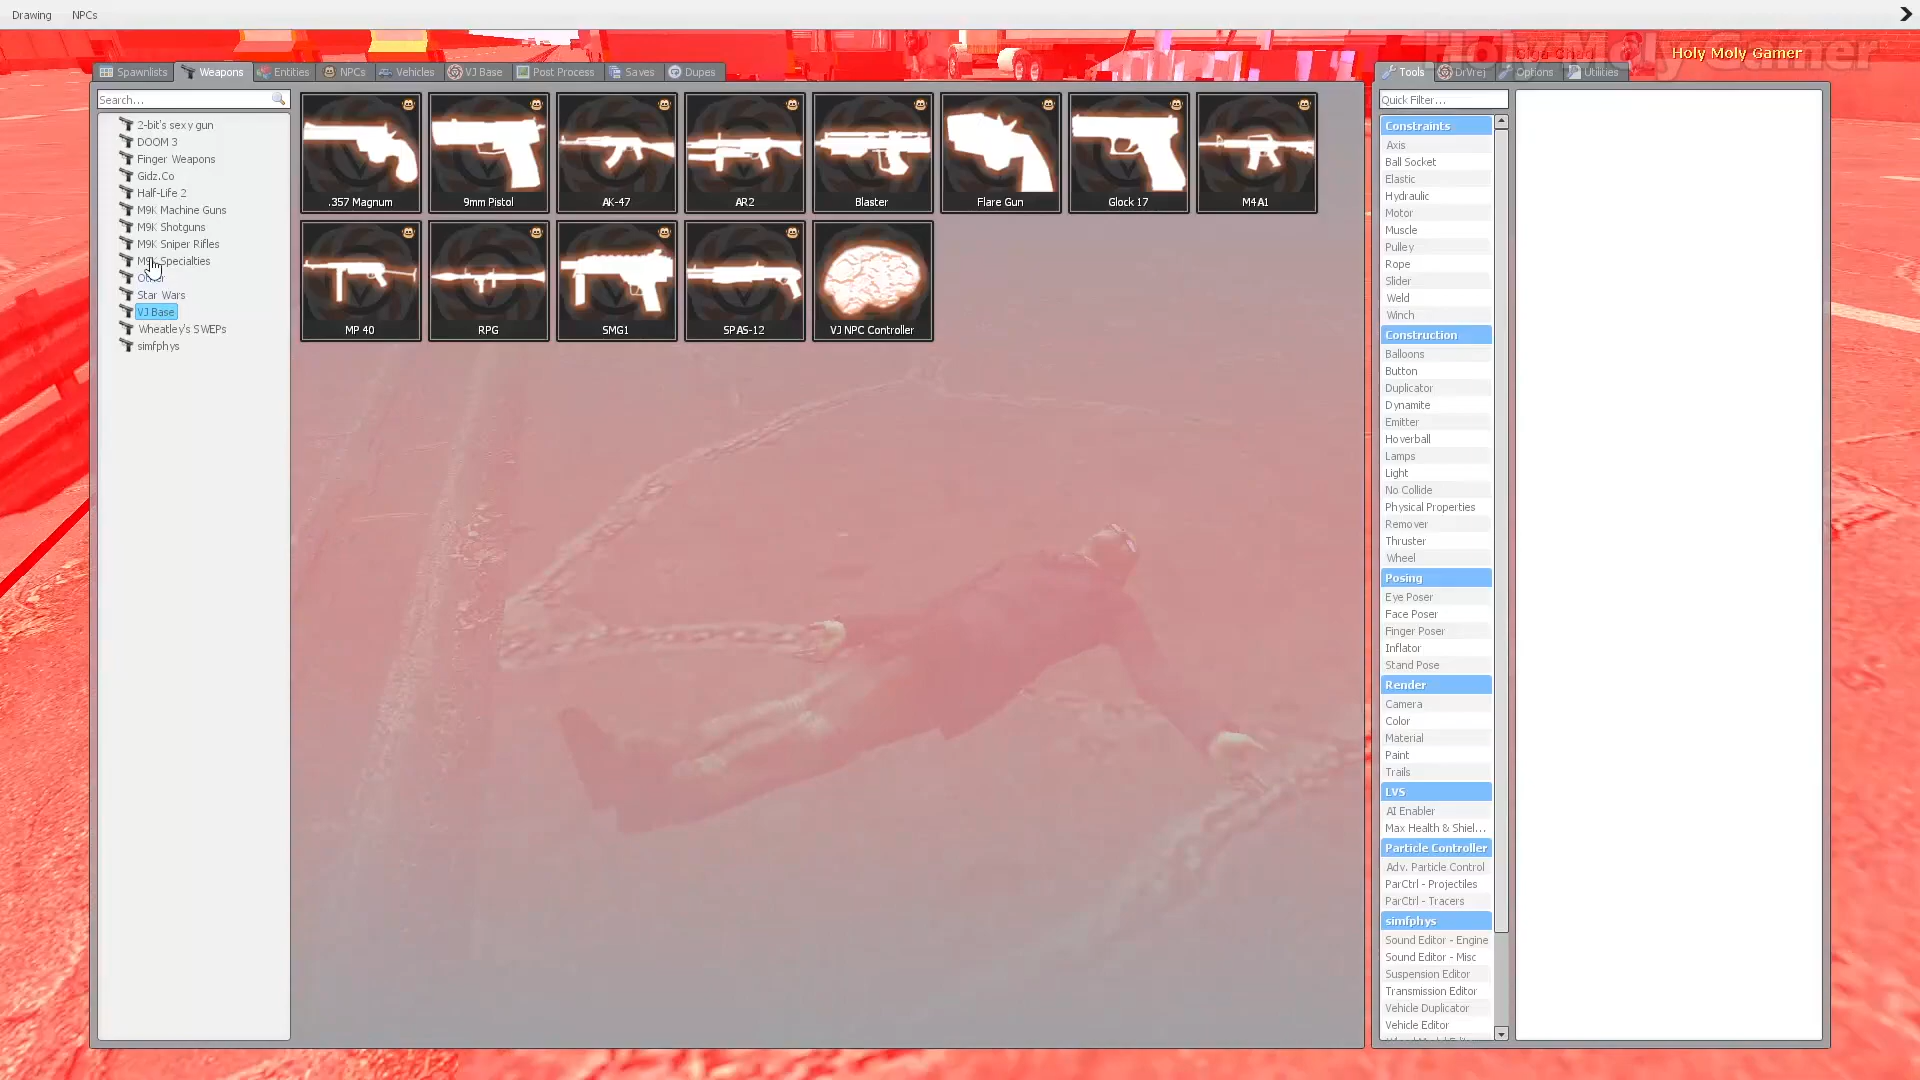 Drawing NPCs
Giga Chad
Holy Moly Gamer
Holy Moly Gamer
Spawnlists Weapons Entities NPCs Vehicles VJ Base Post Process Saves Dupes
Tools DrVrej Options Utilities
Search...
2-bit's sexy gun
DOOM 3
Finger Weapons
Gidz.Co
Half-Life 2
M9K Machine Guns
M9K Shotguns
M9K Sniper Rifles
M9K Specialties
Other
Star Wars
VJ Base
Wheatley's SWEPs
simfphys
.357 Magnum
9mm Pistol
AK-47
AR2
Blaster
Flare Gun
Glock 17
M4A1
MP 40
RPG
SMG1
SPAS-12
VJ NPC Controller
Quick Filter...
Constraints
Axis
Ball Socket
Elastic
Hydraulic
Motor
Muscle
Pulley
Rope
Slider
Weld
Winch
Construction
Balloons
Button
Duplicator
Dynamite
Emitter
Hoverball
Lamps
Light
No Collide
Physical Properties
Remover
Thruster
Wheel
Posing
Eye Poser
Face Poser
Finger Poser
Inflator
Stand Pose
Render
Camera
Color
Material
Paint
Trails
LVS
AI Enabler
Max Health & Shiel...
Particle Controller
Adv. Particle Control
ParCtrl - Projectiles
ParCtrl - Tracers
simfphys
Sound Editor - Engine
Sound Editor - Misc
Suspension Editor
Transmission Editor
Vehicle Duplicator
Vehicle Editor